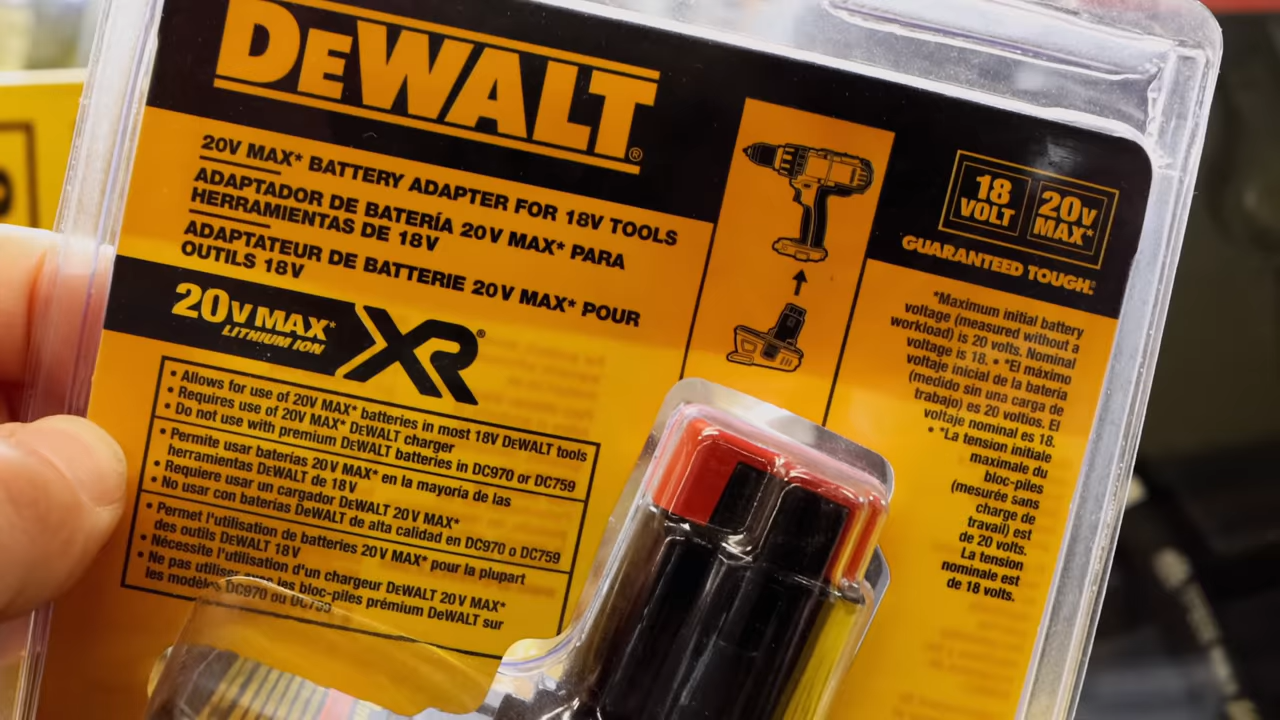 DEWALT®
20V MAX* BATTERY ADAPTER FOR 18V TOOLS
ADAPTADOR DE BATERÍA 20V MAX* PARA
HERRAMIENTAS DE 18V
ADAPTATEUR DE BATTERIE 20V MAX* POUR
OUTILS 18V
20V MAX*
LITHIUM ION
XR®
• Allows for use of 20V MAX* batteries in most 18V DEWALT tools
• Requires use of 20V MAX* DEWALT charger
• Do not use with premium DEWALT batteries in DC970 or DC759
• Permite usar baterías 20V MAX* en la mayoría de las
herramientas DEWALT de 18V
• Requiere usar un cargador DEWALT 20V MAX*
• No usar con baterías DEWALT de alta calidad en DC970 o DC759
• Permet l'utilisation de batteries 20V MAX* pour la plupart
des outils DEWALT 18V
• Nécessite l'utilisation d'un chargeur DEWALT 20V MAX*
• Ne pas utiliser avec les bloc-piles prémium DEWALT sur
les modèles DC970 ou DC759
18 VOLT
20V MAX*
GUARANTEED TOUGH®
*Maximum initial battery
voltage (measured without a
workload) is 20 volts. Nominal
voltage is 18. • *El máximo
voltaje inicial de la batería
(medido sin una carga de
trabajo) es 20 voltios. El
voltaje nominal es 18.
• *La tension initiale
maximale du
bloc-piles
(mesurée sans
charge de
travail) est
de 20 volts.
La tension
nominale est
de 18 volts.